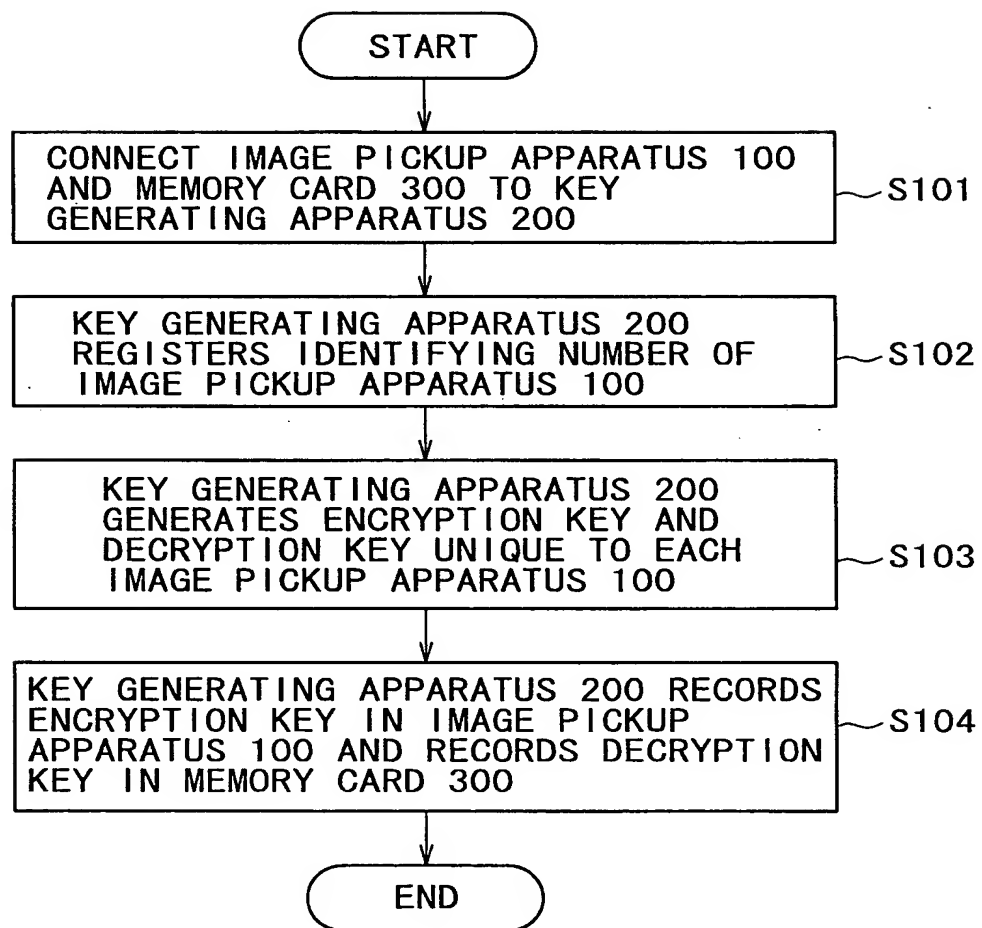 START
CONNECT IMAGE PICKUP APPARATUS 100
AND MEMORY CARD 300 TO KEY
GENERATING APPARATUS 200
S101
KEY GENERATING APPARATUS 200
REGISTERS IDENTIFYING NUMBER OF
IMAGE PICKUP APPARATUS 100
S102
KEY GENERATING APPARATUS 200
GENERATES ENCRYPTION KEY AND
DECRYPTION KEY UNIQUE TO EACH
IMAGE PICKUP APPARATUS 100
S103
KEY GENERATING APPARATUS 200 RECORDS
ENCRYPTION KEY IN IMAGE PICKUP
APPARATUS 100 AND RECORDS DECRYPTION
KEY IN MEMORY CARD 300
S104
END